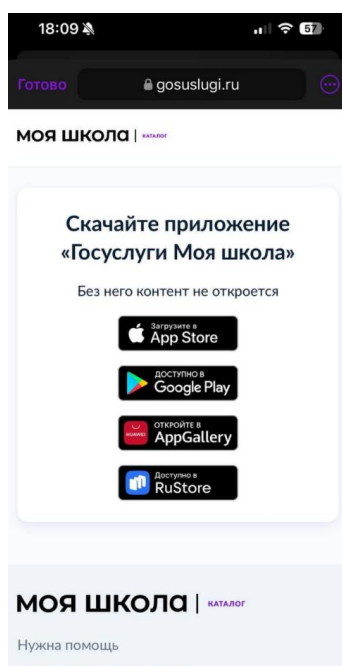 18:09
57
Готово
gosuslugi.ru
МОЯ ШКОЛА | КАТАЛОГ
Скачайте приложение
«Госуслуги Моя школа»
Без него контент не откроется
Загрузите в
App Store
ДОСТУПНО В
Google Play
HUAWEI
ОТКРОЙТЕ В
AppGallery
Доступно в
RuStore
МОЯ ШКОЛА | КАТАЛОГ
Нужна помощь